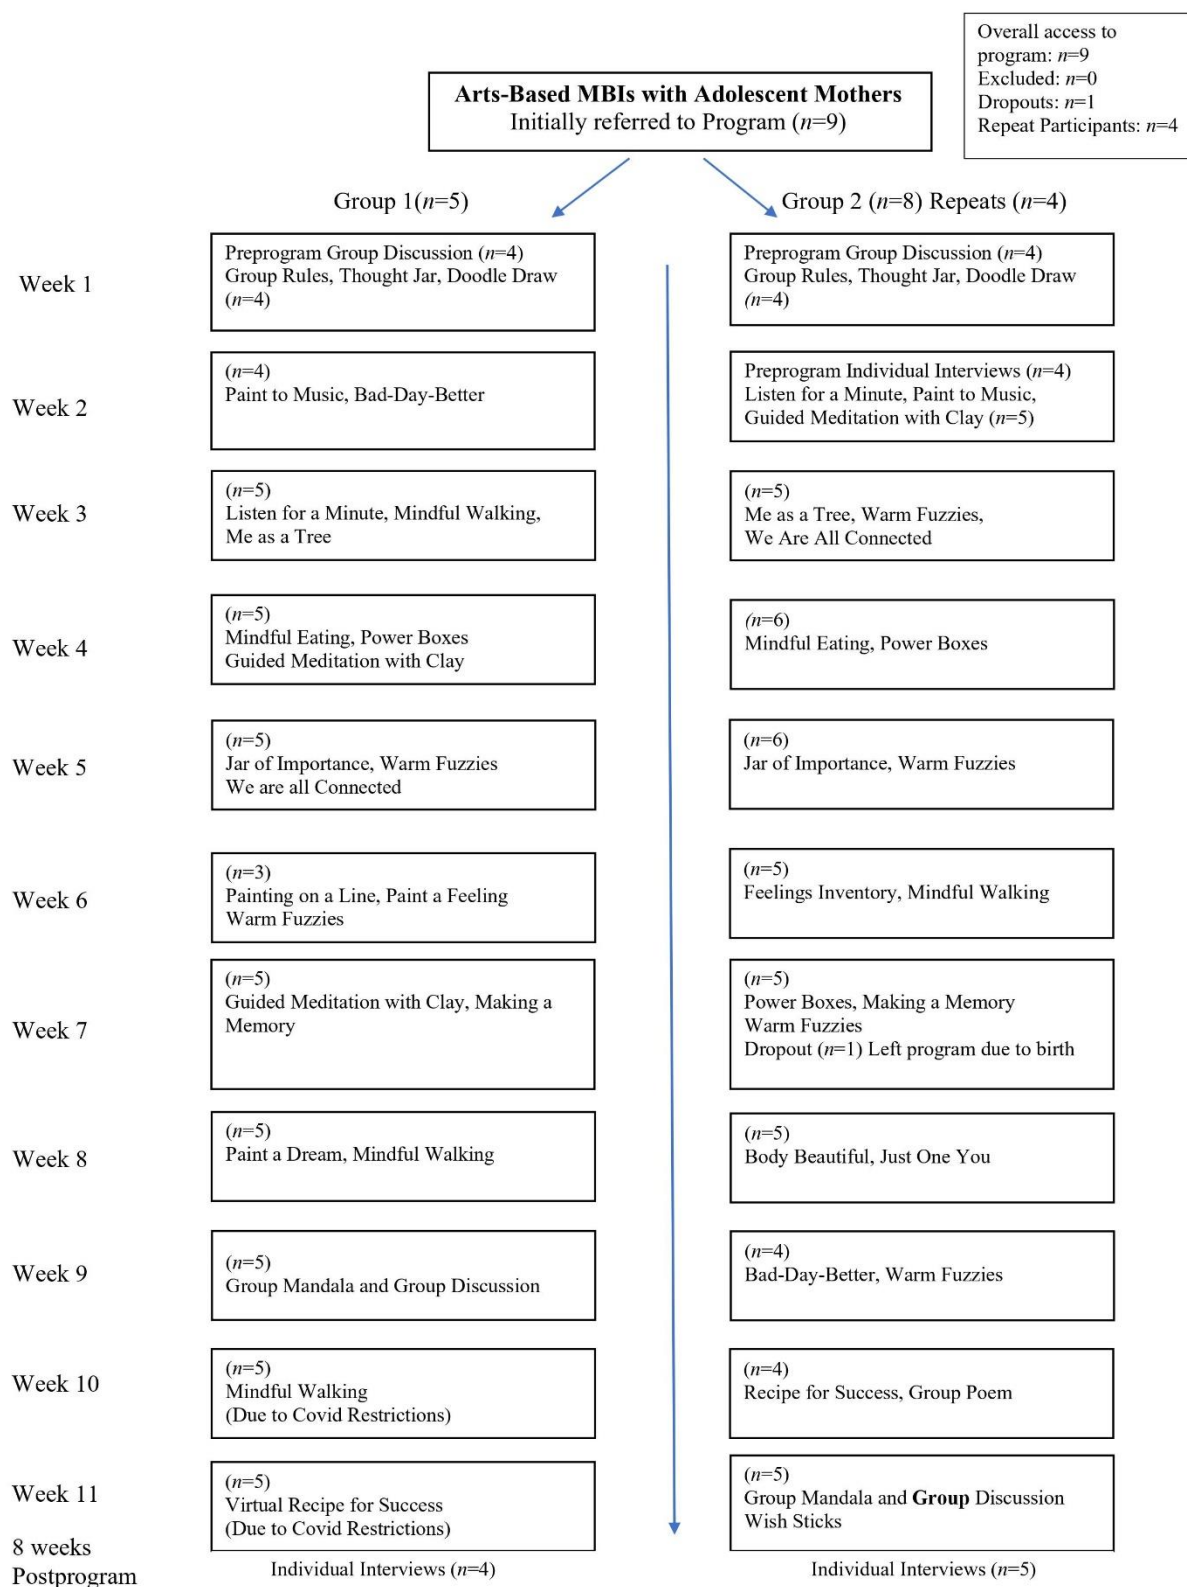 Overall access to
program: n=9
Excluded: n=0
Dropouts: n=1
Repeat Participants: n=4
Arts-Based MBIs with Adolescent Mothers
Initially referred to Program (n=9)
Group 1(n=5)
Group 2 (n=8) Repeats (n=4)
Week 1
Preprogram Group Discussion (n=4)
Group Rules, Thought Jar, Doodle Draw
(n=4)
Preprogram Group Discussion (n=4)
Group Rules, Thought Jar, Doodle Draw
(n=4)
Week 2
(n=4)
Paint to Music, Bad-Day-Better
Preprogram Individual Interviews (n=4)
Listen for a Minute, Paint to Music,
Guided Meditation with Clay (n=5)
Week 3
(n=5)
Listen for a Minute, Mindful Walking,
Me as a Tree
(n=5)
Me as a Tree, Warm Fuzzies,
We Are All Connected
Week 4
(n=5)
Mindful Eating, Power Boxes
Guided Meditation with Clay
(n=6)
Mindful Eating, Power Boxes
Week 5
(n=5)
Jar of Importance, Warm Fuzzies
We are all Connected
(n=6)
Jar of Importance, Warm Fuzzies
Week 6
(n=3)
Painting on a Line, Paint a Feeling
Warm Fuzzies
(n=5)
Feelings Inventory, Mindful Walking
Week 7
(n=5)
Guided Meditation with Clay, Making a
Memory
(n=5)
Power Boxes, Making a Memory
Warm Fuzzies
Dropout (n=1) Left program due to birth
Week 8
(n=5)
Paint a Dream, Mindful Walking
(n=5)
Body Beautiful, Just One You
Week 9
(n=5)
Group Mandala and Group Discussion
(n=4)
Bad-Day-Better, Warm Fuzzies
Week 10
(n=5)
Mindful Walking
(Due to Covid Restrictions)
(n=4)
Recipe for Success, Group Poem
Week 11
(n=5)
Virtual Recipe for Success
(Due to Covid Restrictions)
(n=5)
Group Mandala and Group Discussion
Wish Sticks
8 weeks
Postprogram
Individual Interviews (n=4)
Individual Interviews (n=5)